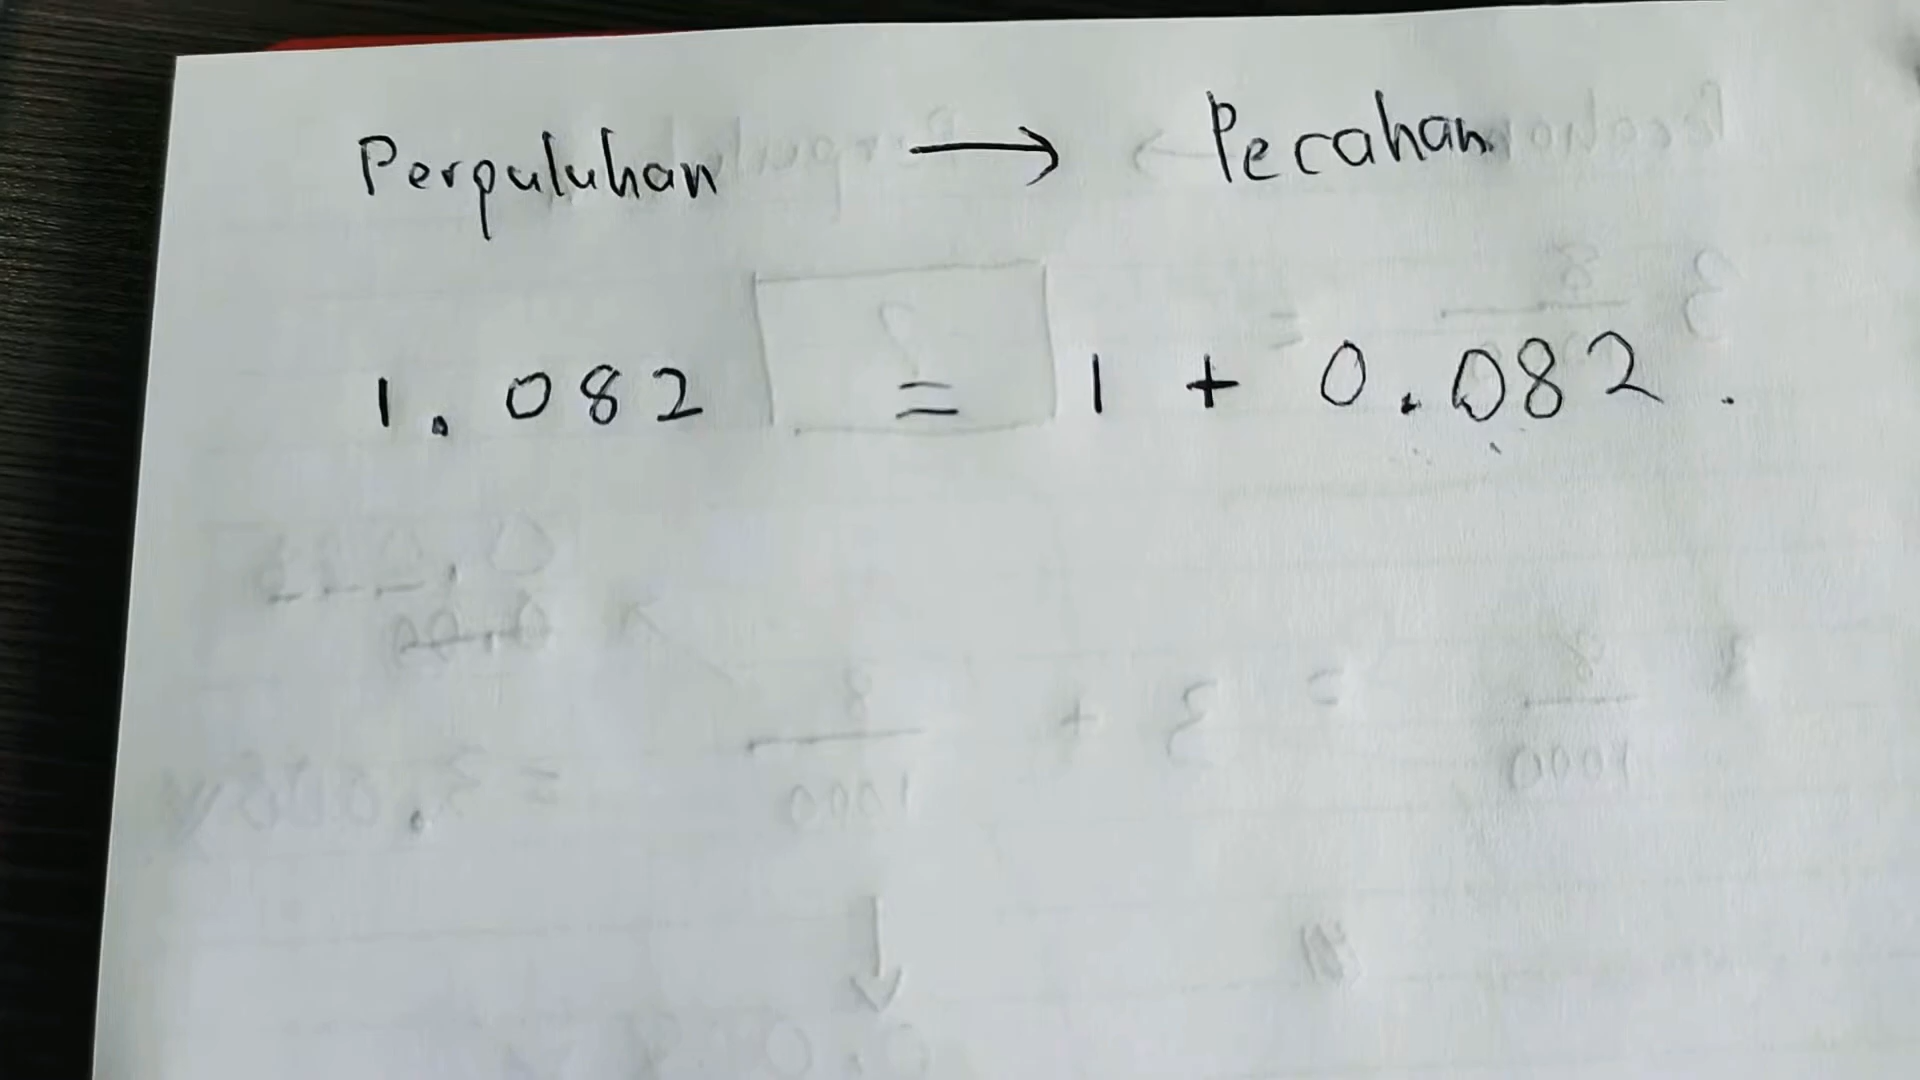 Perpuluhan → Pecahan
1.082 = 1 + 0.082.